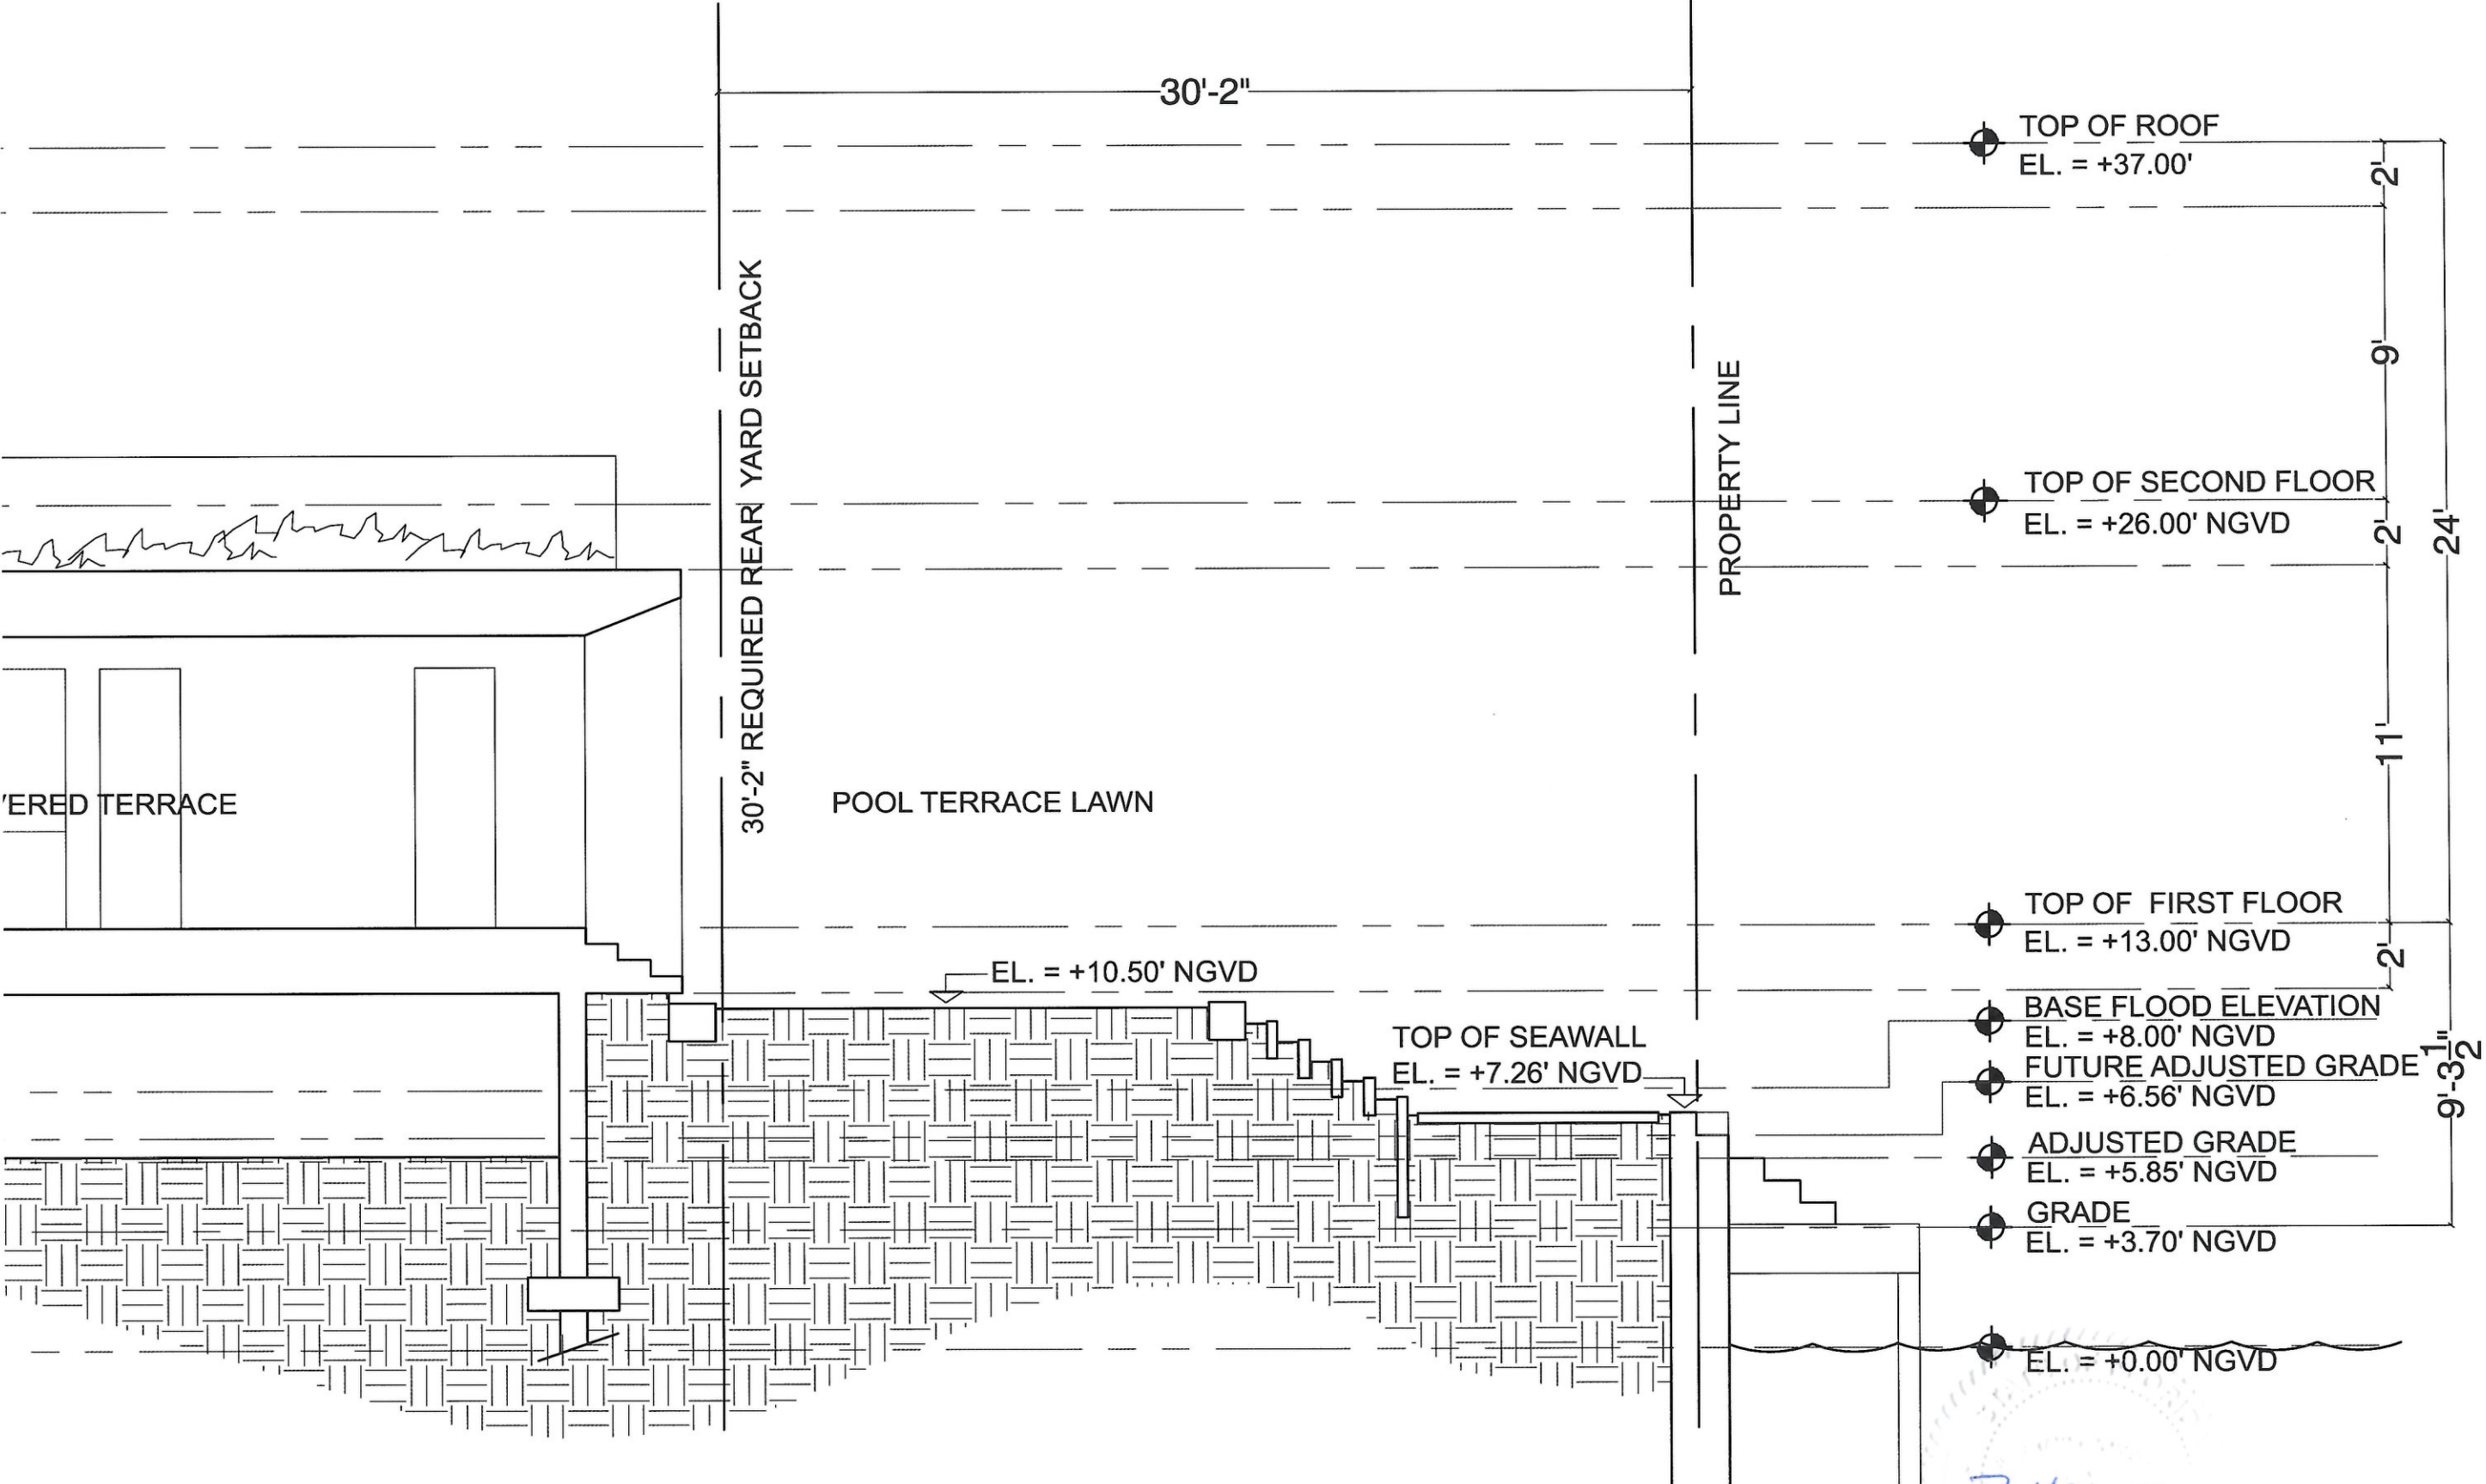 30'-2"
TOP OF ROOF
EL. = +37.00'
2'
9'
30'-2" REQUIRED REAR YARD SETBACK
PROPERTY LINE
TOP OF SECOND FLOOR
EL. = +26.00' NGVD
2'
24'
11'
VERED TERRACE
POOL TERRACE LAWN
TOP OF FIRST FLOOR
EL. = +13.00' NGVD
2'
EL. = +10.50' NGVD
TOP OF SEAWALL
EL. = +7.26' NGVD
BASE FLOOD ELEVATION
EL. = +8.00' NGVD
FUTURE ADJUSTED GRADE
EL. = +6.56' NGVD
9'-3 1/2"
ADJUSTED GRADE
EL. = +5.85' NGVD
GRADE
EL. = +3.70' NGVD
EL. = +0.00' NGVD